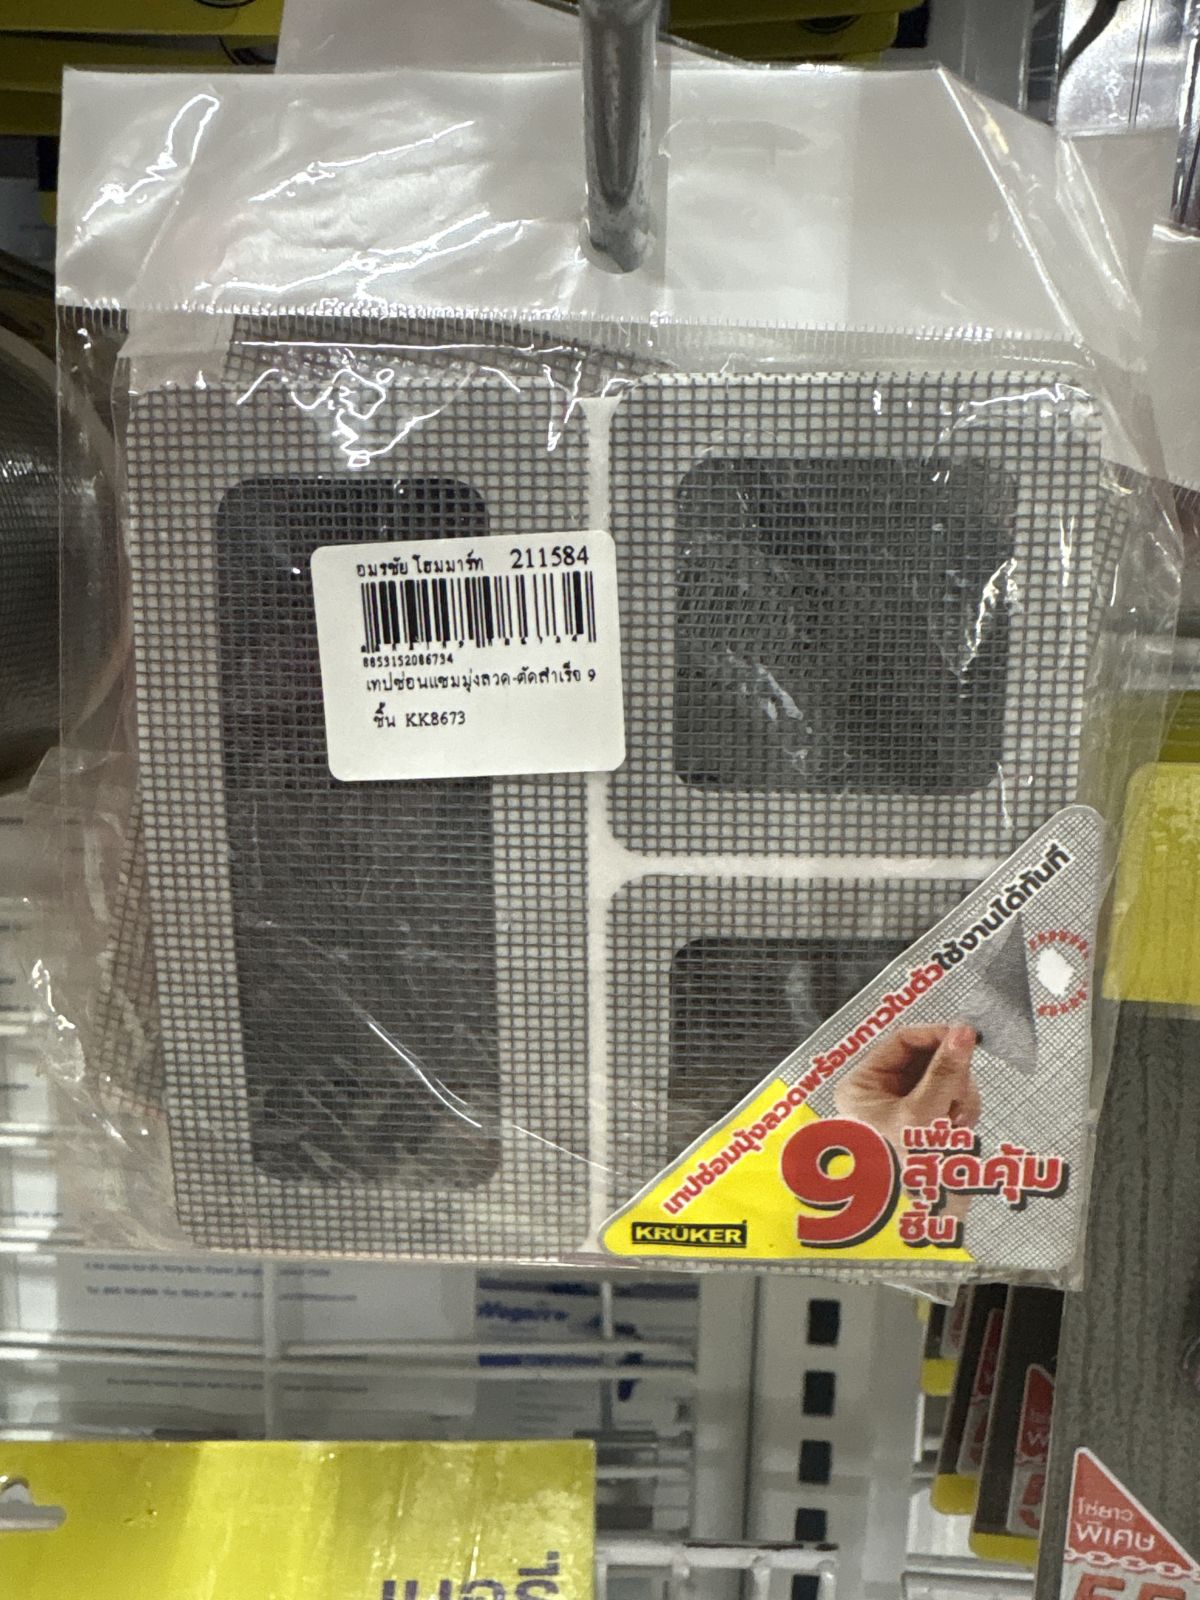 อมรชัย โฮมมาร์ท 211584
8853152086734
เทปซ่อมแซมมุ้งลวด-ตัดสำเร็จ 9
ชิ้น KK8673
เทปซ่อมมุ้งลวดพร้อมกาวในตัวใช้งานได้ทันที
9
แพ็ค
สุดคุ้ม
ชิ้น
KRÜKER
พิเศษ